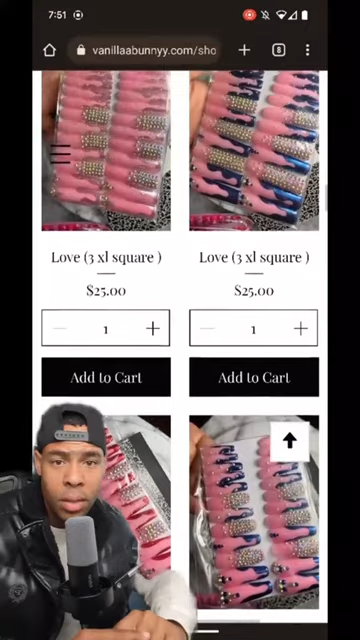 7:51
vanillaabunnyy.com/sho
8
Love (3 xl square )
$25.00
1
Add to Cart
Love (3 xl square )
$25.00
1
Add to Cart